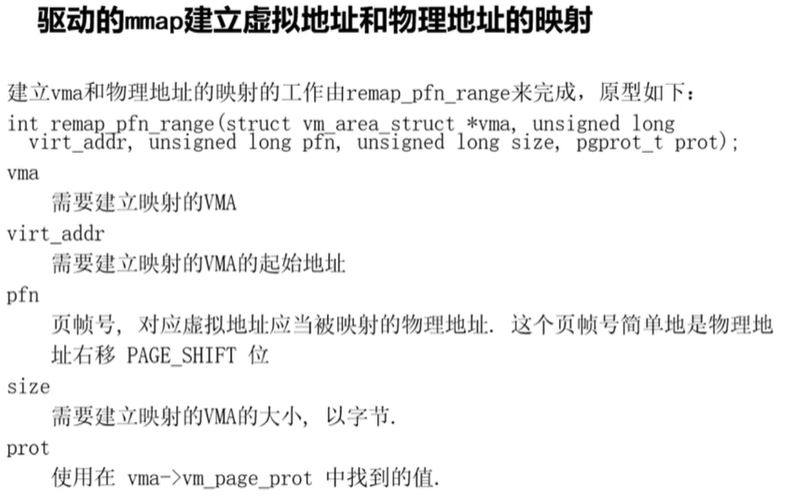 驱动的mmap建立虚拟地址和物理地址的映射
建立vma和物理地址的映射的工作由remap_pfn_range来完成，原型如下：
int remap_pfn_range(struct vm_area_struct *vma, unsigned long
virt_addr, unsigned long pfn, unsigned long size, pgprot_t prot);
vma
需要建立映射的VMA
virt_addr
需要建立映射的VMA的起始地址
pfn
页帧号, 对应虚拟地址应当被映射的物理地址. 这个页帧号简单地是物理地
址右移 PAGE_SHIFT 位
size
需要建立映射的VMA的大小, 以字节.
prot
使用在 vma->vm_page_prot 中找到的值.